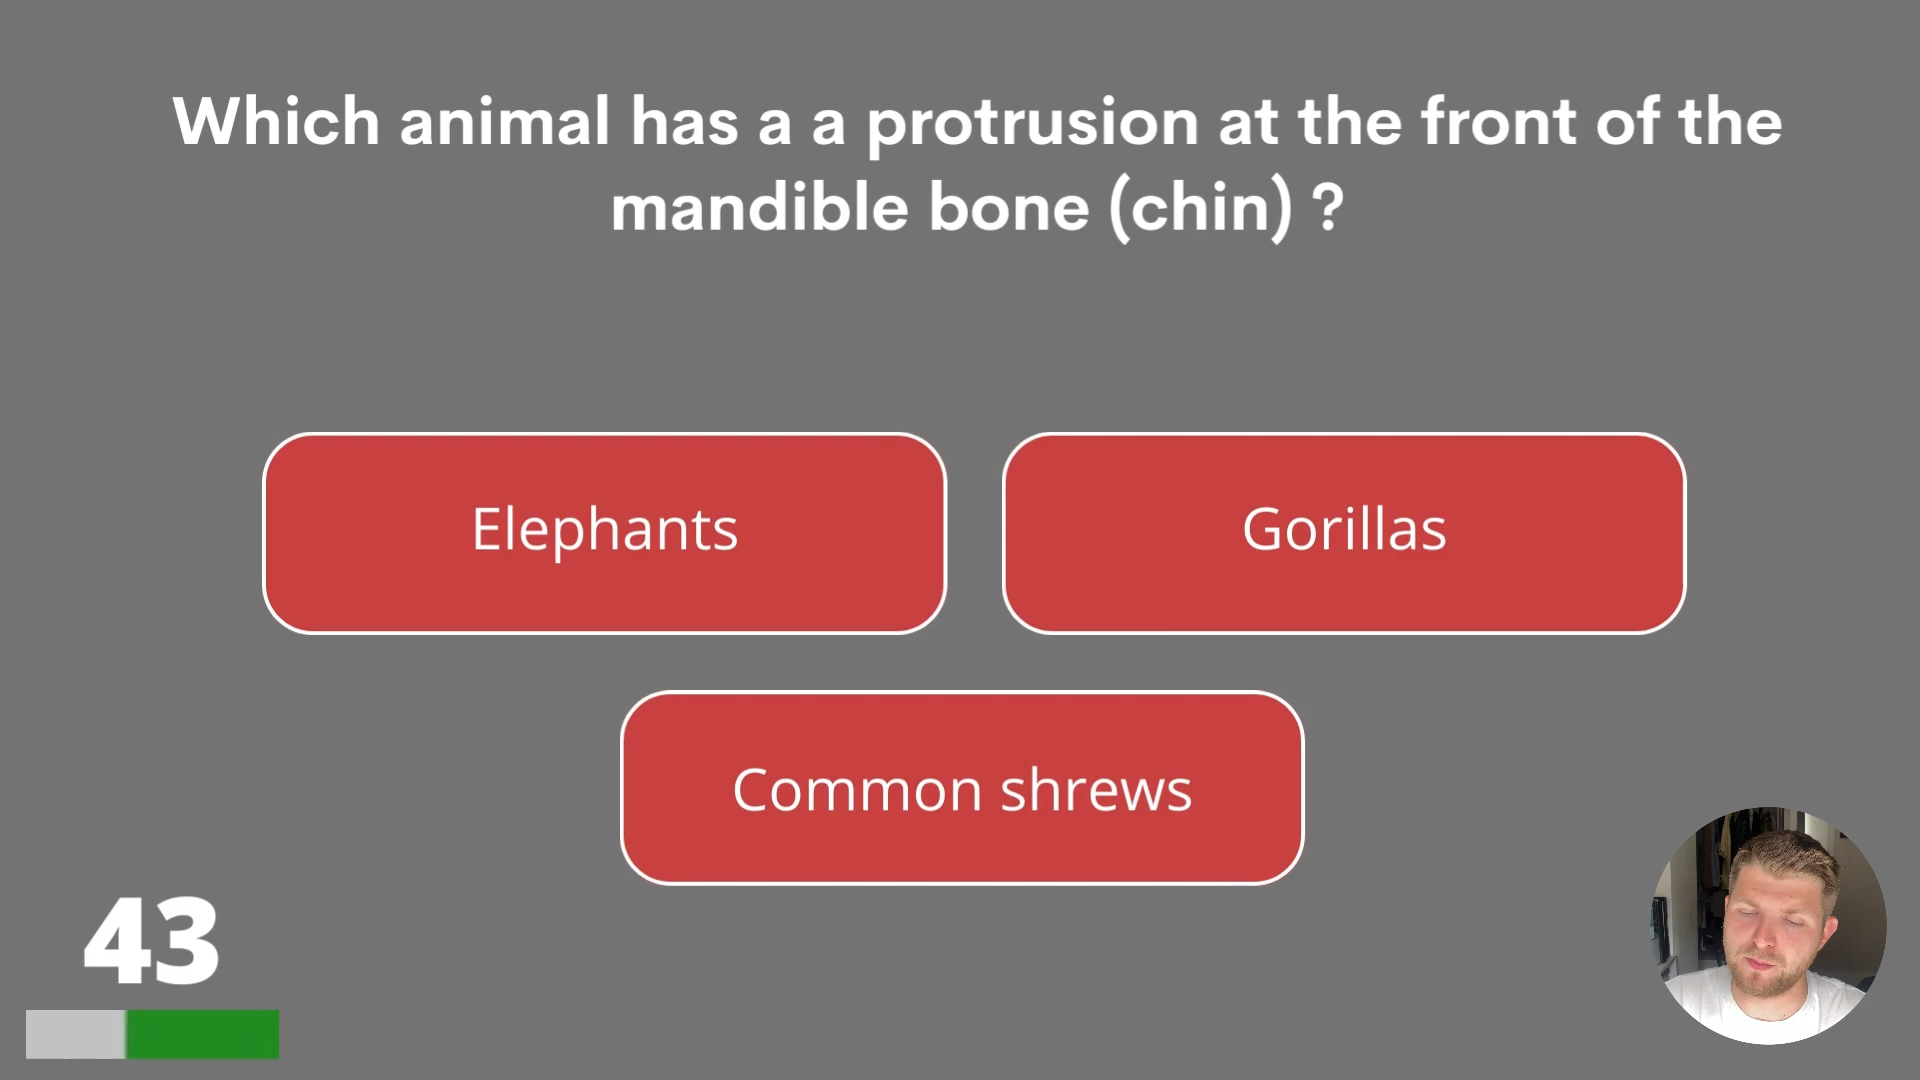 Which animal has a a protrusion at the front of the
mandible bone (chin) ?
Elephants
Gorillas
Common shrews
43